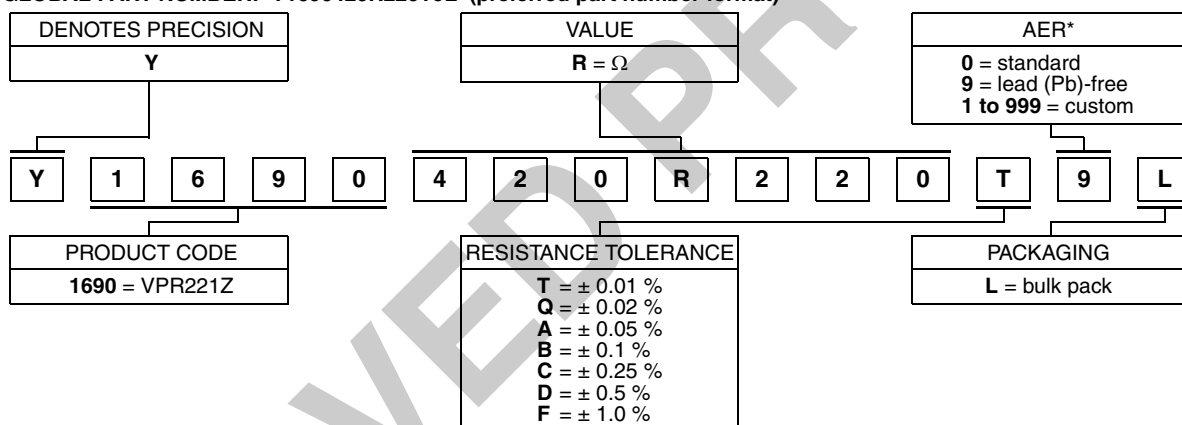 DENOTES PRECISION
Y
VALUE
R = Ω
AER*
0 = standard
9 = lead (Pb)-free
1 to 999 = custom
Y 1 6 9 0 4 2 0 R 2 2 0 T 9 L
PRODUCT CODE
1690 = VPR221Z
RESISTANCE TOLERANCE
T = ± 0.01 %
Q = ± 0.02 %
A = ± 0.05 %
B = ± 0.1 %
C = ± 0.25 %
D = ± 0.5 %
F = ± 1.0 %
PACKAGING
L = bulk pack